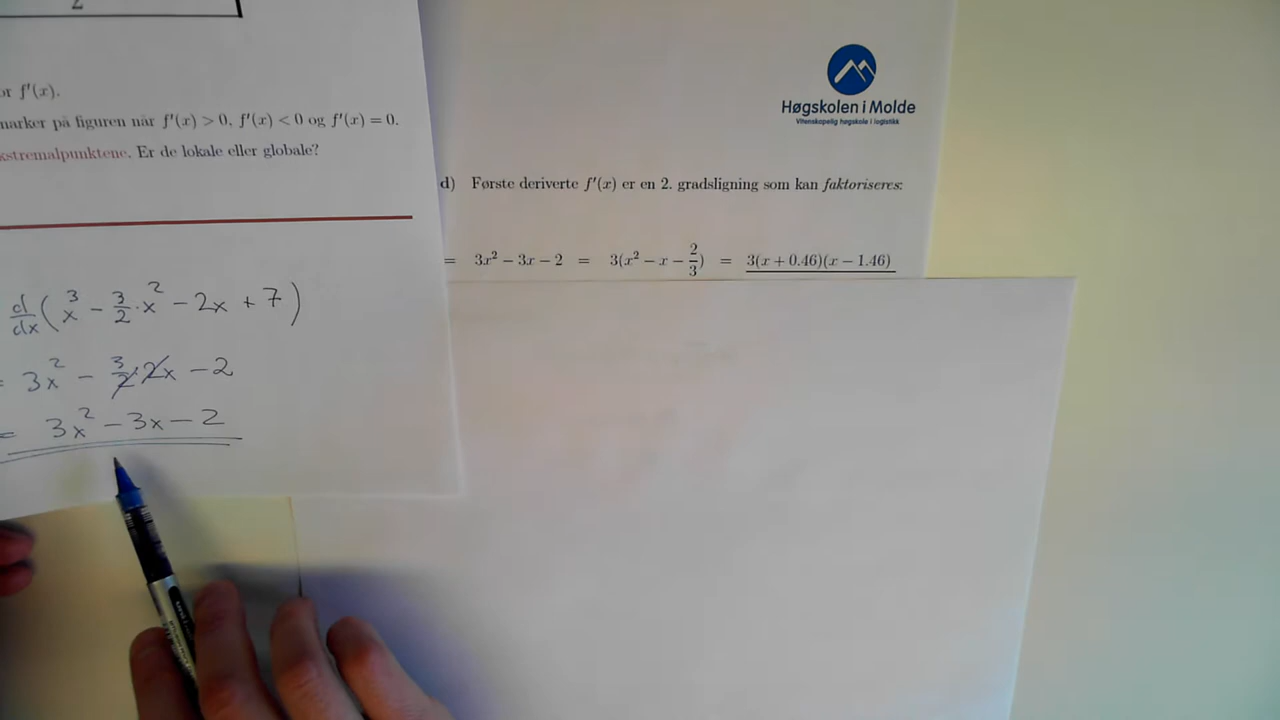 2
or f′(x).
marker på figuren når f′(x) > 0, f′(x) < 0 og f′(x) = 0.
kstremalpunktene. Er de lokale eller globale?
d/dx (x³ − 3/2 · x² − 2x + 7)
= 3x² − 3/2 · 2x − 2
= 3x² − 3x − 2
Høgskolen i Molde
Vitenskapelig høgskole i logistikk
d) Første deriverte f′(x) er en 2. gradsligning som kan faktoriseres:
= 3x² − 3x − 2 = 3(x² − x − 2/3) = 3(x + 0.46)(x − 1.46)